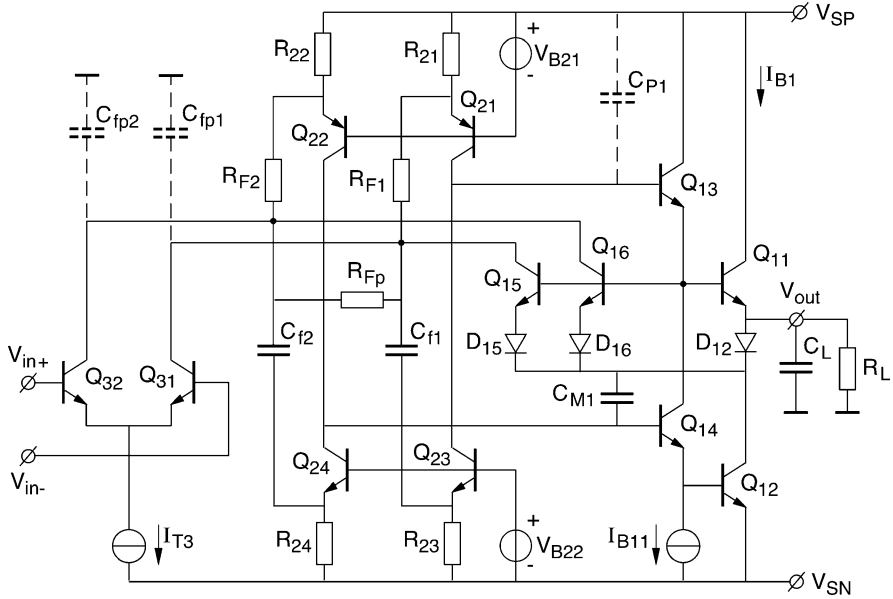 V_SP
R_22
R_21
V_B21
+
-
C_P1
I_B1
C_fp2
C_fp1
Q_22
Q_21
R_F2
R_F1
Q_13
Q_16
Q_15
Q_11
R_Fp
V_out
C_f2
C_f1
D_15
D_16
D_12
C_L
R_L
V_in+
Q_32
Q_31
C_M1
Q_14
V_in-
Q_24
Q_23
Q_12
+
-
I_T3
R_24
R_23
V_B22
I_B11
V_SN